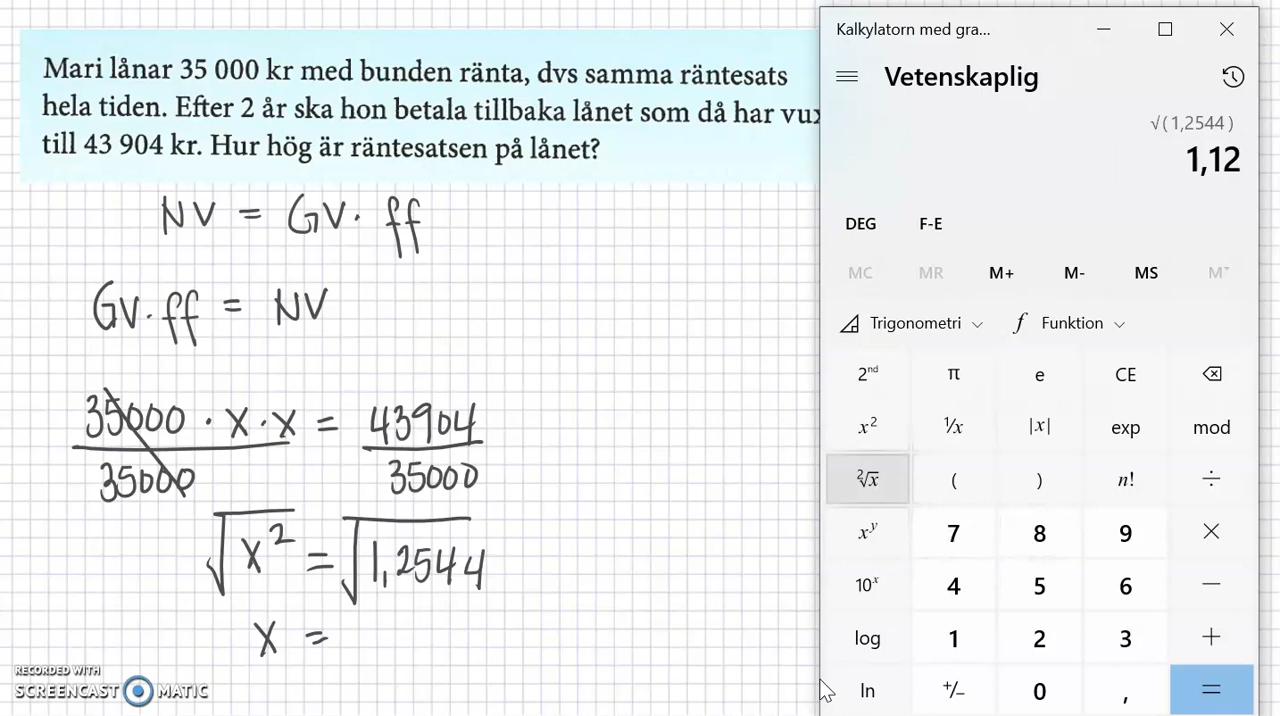 Mari lånar 35 000 kr med bunden ränta, dvs samma räntesats
hela tiden. Efter 2 år ska hon betala tillbaka lånet som då har vux
till 43 904 kr. Hur hög är räntesatsen på lånet?
NV = GV. ff
GV. ff = NV
35000 · x · x = 43904
35000 35000
√x² = √1,2544
x =
RECORDED WITH
SCREENCAST MATIC
Kalkylatorn med gra...
Vetenskaplig
√(1,2544)
1,12
DEG F-E
MC MR M+ M- MS M˅
Trigonometri f Funktion
2ⁿᵈ π e CE
x² ¹/x |x| exp mod
²√x ( ) n! ÷
xʸ 7 8 9 ×
10ˣ 4 5 6 −
log 1 2 3 +
ln +/− 0 , =